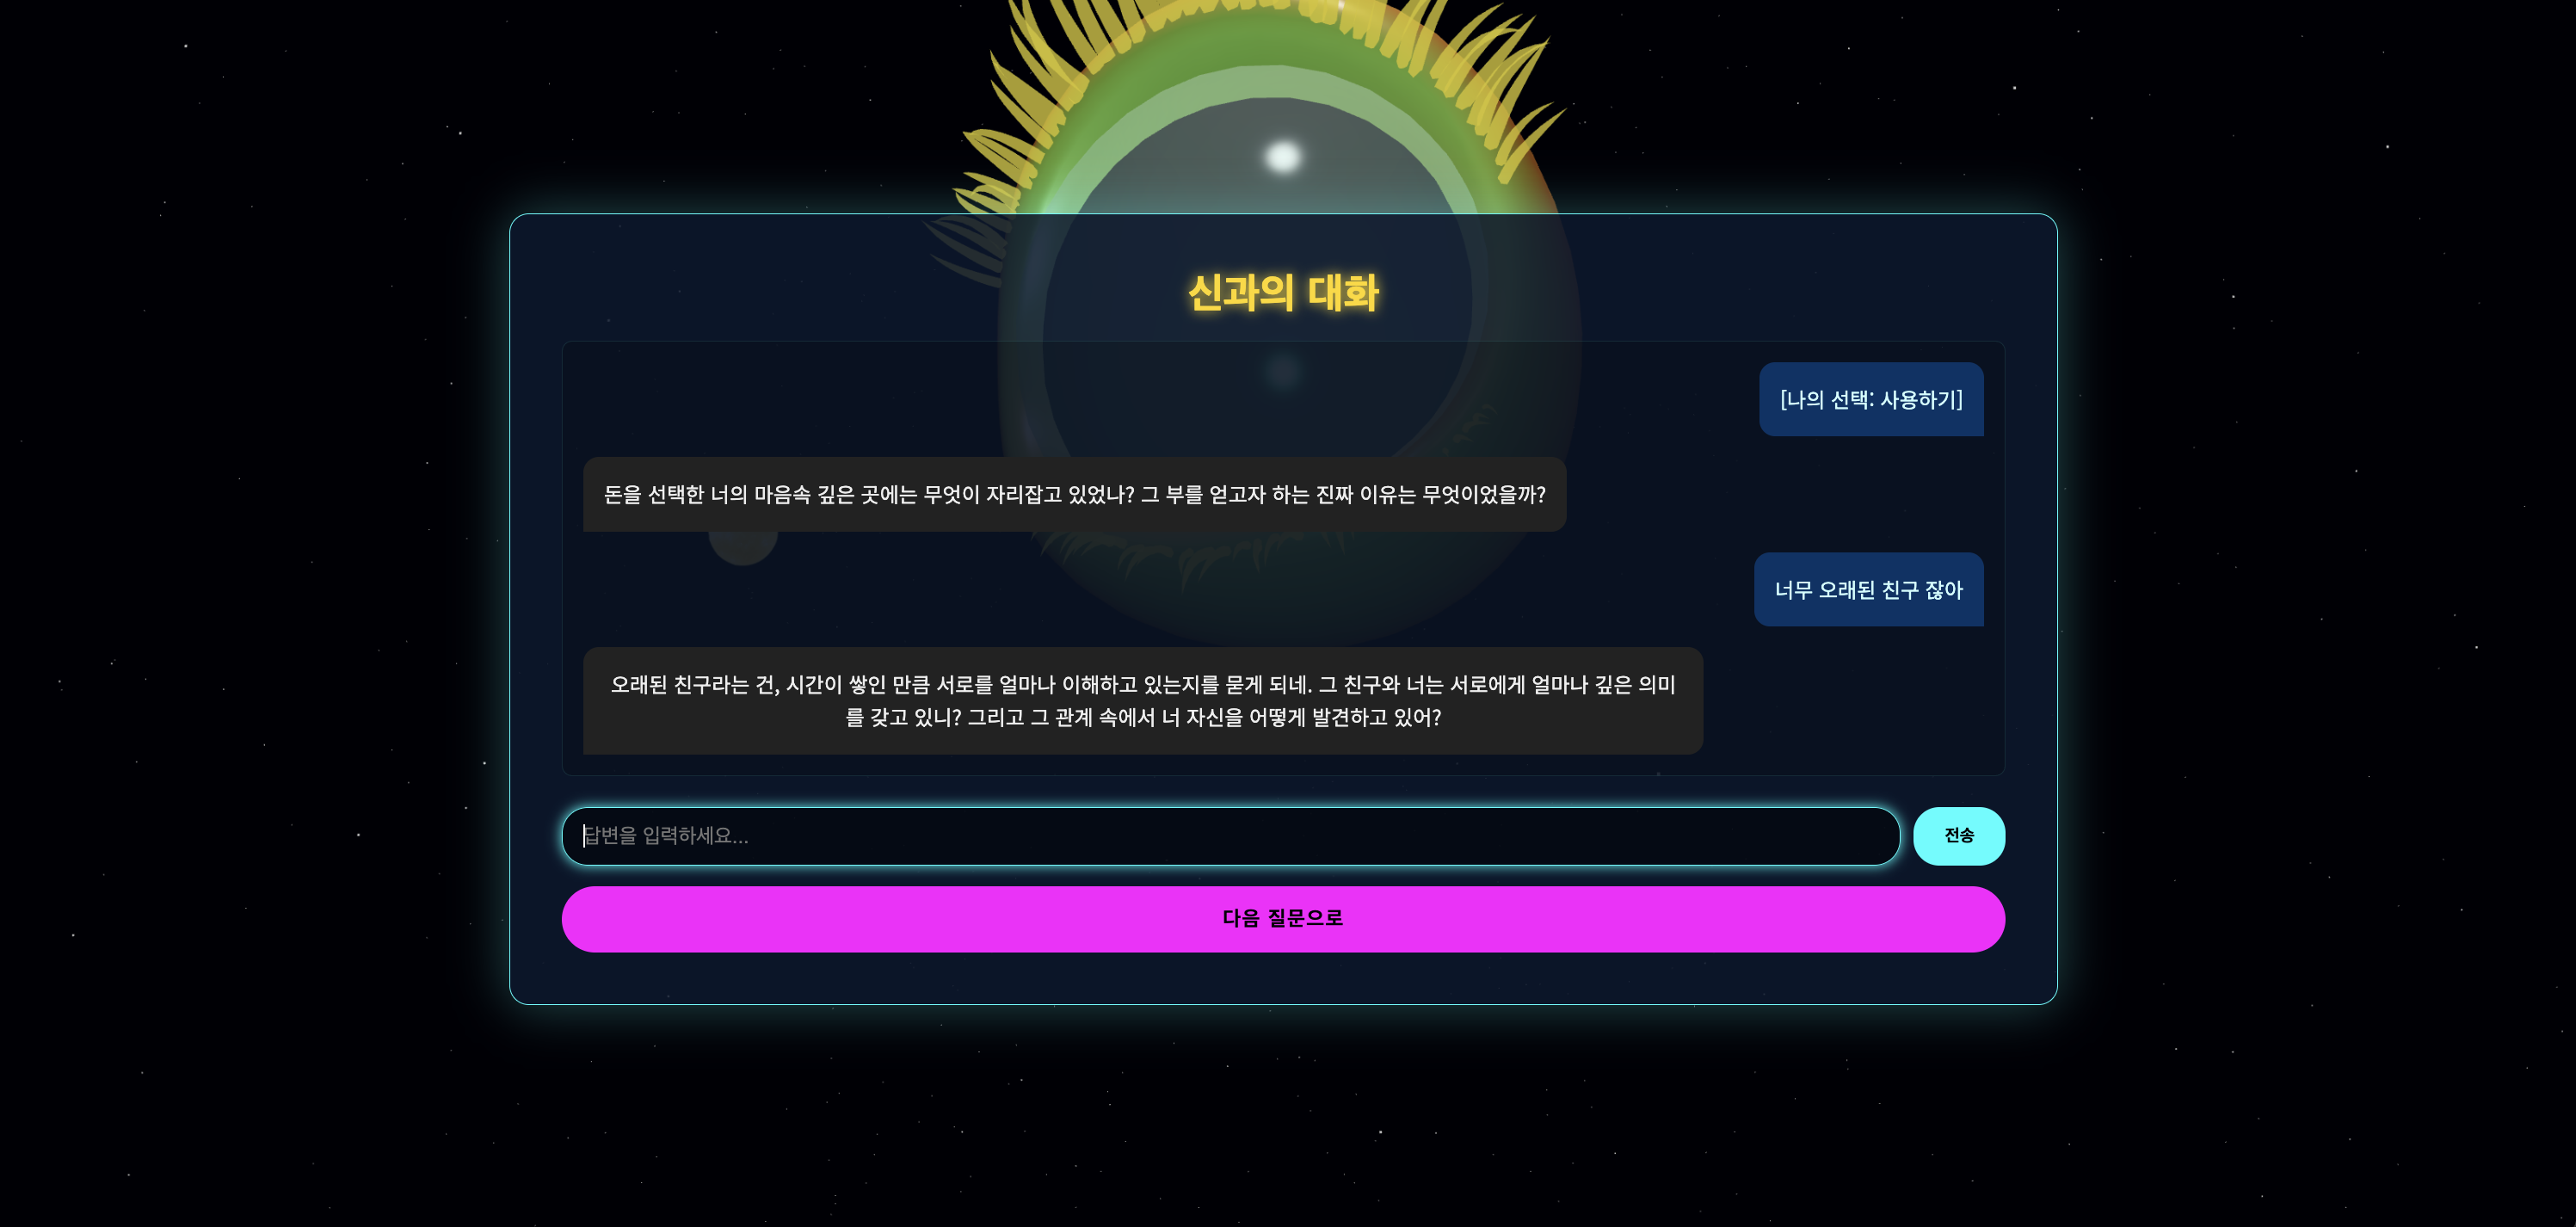 신과의 대화
[나의 선택: 사용하기]
돈을 선택한 너의 마음속 깊은 곳에는 무엇이 자리잡고 있었나? 그 부를 얻고자 하는 진짜 이유는 무엇이었을까?
너무 오래된 친구 잖아
오래된 친구라는 건, 시간이 쌓인 만큼 서로를 얼마나 이해하고 있는지를 묻게 되네. 그 친구와 너는 서로에게 얼마나 깊은 의미
를 갖고 있니? 그리고 그 관계 속에서 너 자신을 어떻게 발견하고 있어?
답변을 입력하세요...
전송
다음 질문으로